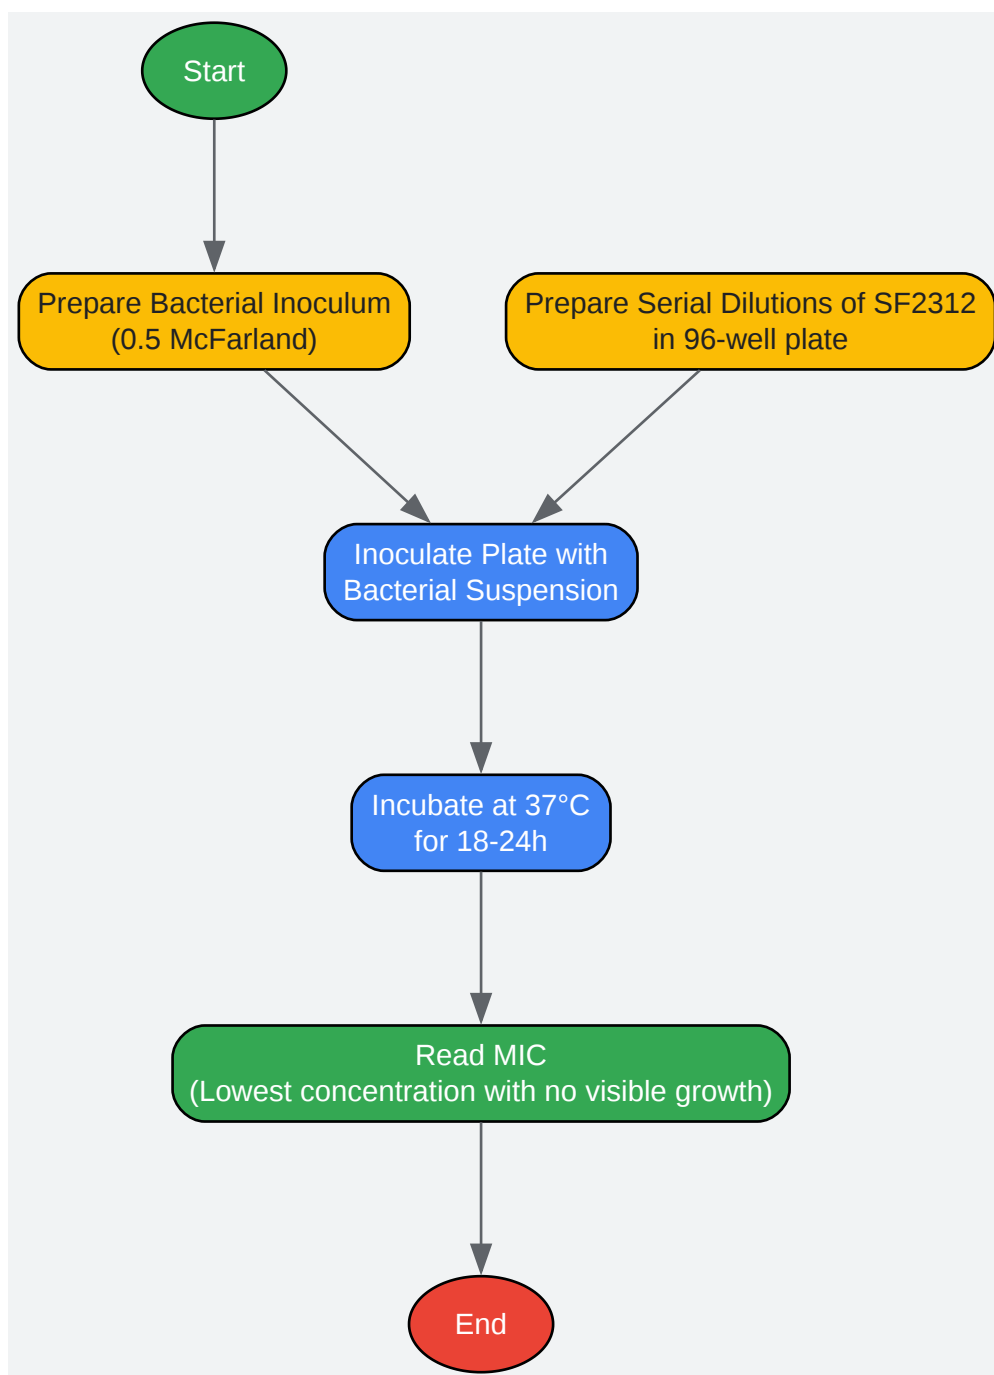 Start
Prepare Bacterial Inoculum
(0.5 McFarland)
Prepare Serial Dilutions of SF2312
in 96-well plate
Inoculate Plate with
Bacterial Suspension
Incubate at 37°C
for 18-24h
Read MIC
(Lowest concentration with no visible growth)
End